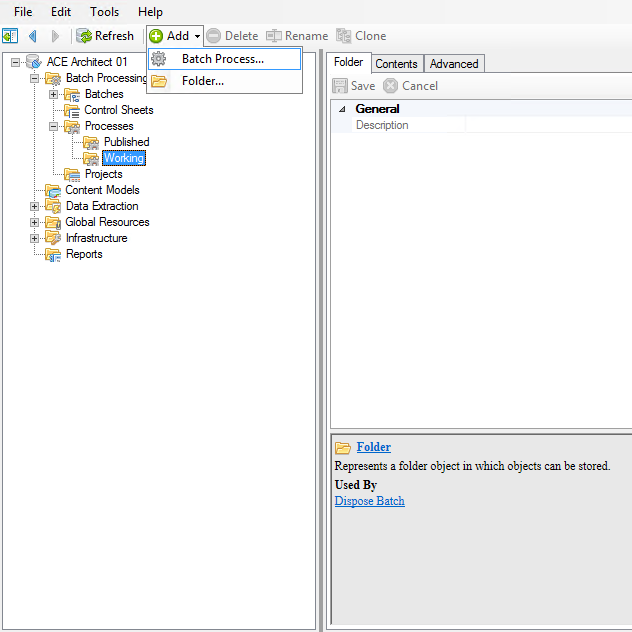 File Edit Tools Help
Refresh Add Delete Rename Clone
Batch Process...
Folder...
ACE Architect 01
Batch Processing
Batches
Control Sheets
Processes
Published
Working
Projects
Content Models
Data Extraction
Global Resources
Infrastructure
Reports
Folder Contents Advanced
Save Cancel
General
Description
Folder
Represents a folder object in which objects can be stored.
Used By
Dispose Batch